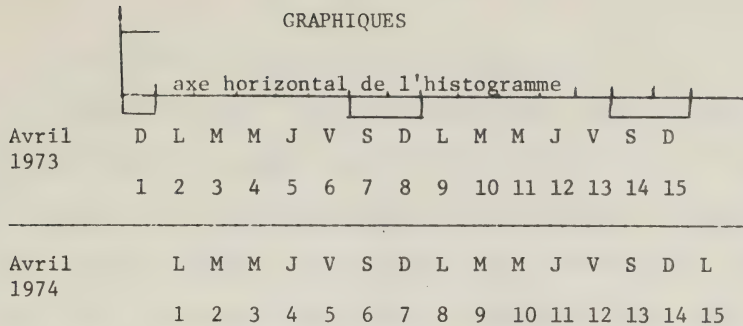 GRAPHIQUES
axe horizontal de l'histogramme
Avril D L M M J V S D L M M J V S D
1973
1 2 3 4 5 6 7 8 9 10 11 12 13 14 15
Avril L M M J V S D L M M J V S D L
1974
1 2 3 4 5 6 7 8 9 10 11 12 13 14 15